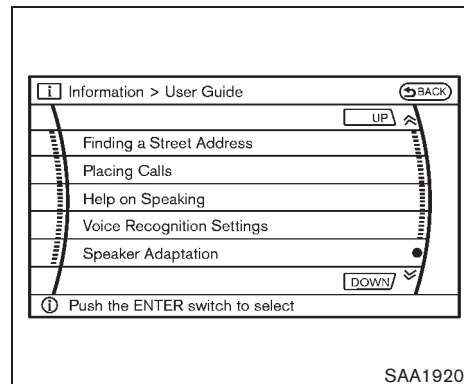 i Information > User Guide BACK
UP
Finding a Street Address
Placing Calls
Help on Speaking
Voice Recognition Settings
Speaker Adaptation
DOWN
i Push the ENTER switch to select
SAA1920